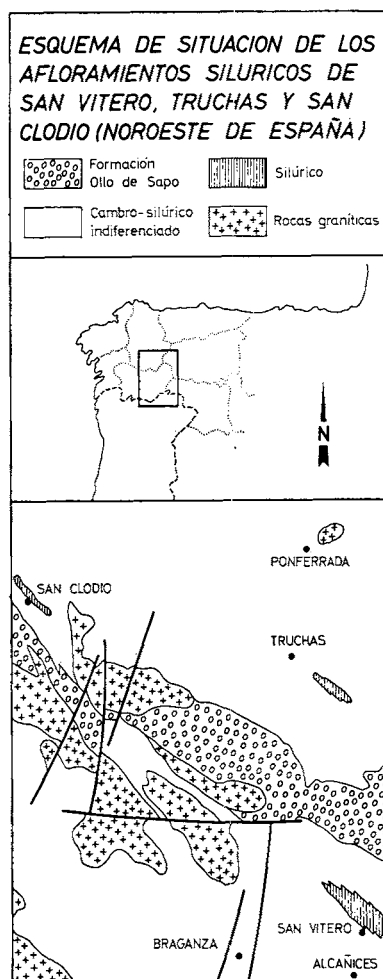 ESQUEMA DE SITUACION DE LOS
AFLORAMIENTOS SILURICOS DE
SAN VITERO, TRUCHAS Y SAN
CLODIO (NOROESTE DE ESPAÑA)
Formación
Ollo de Sapo
Silúrico
Cambro-silúrico
indiferenciado
Rocas graníticas
N
PONFERRADA
SAN CLODIO
TRUCHAS
SAN VITERO
BRAGANZA
ALCAÑICES